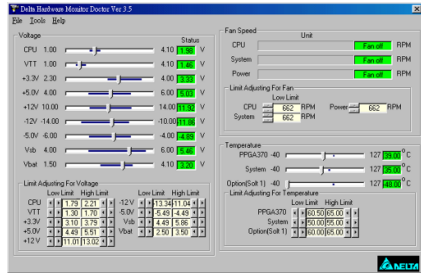 Delta Hardware Monitor Doctor Ver 3.5
File Tools Help
Voltage
Status
CPU 1.00 4.10 1.98 V
VTT 1.00 4.10 1.46 V
+3.3V 2.30 4.00 3.33 V
+5.0V 4.00 6.00 5.03 V
+12V 10.00 14.00 11.92 V
-12V -14.00 -10.00 V
-5.0V -6.00 -4.00 -4.89 V
Vsb 4.00 6.00 5.46 V
Vbat 1.50 4.10 3.20 V
Limit Adjusting For Voltage
Low Limit High Limit Low Limit High Limit
CPU 1.79 2.21 -12 V -13.34 -11.04
VTT 1.30 1.70 -5.0V -5.49 -4.49
+3.3V 3.10 3.79 Vsb 4.49 5.86
+5.0V 4.49 5.51 Vbat 2.50 3.50
+12 V 11.01 13.02
Fan Speed
Unit
CPU Fan off RPM
System Fan off RPM
Power Fan off RPM
Limit Adjusting For Fan
Low Limit
CPU 662 RPM Power 662 RPM
System 662 RPM
Temperature
PPGA370 -40 127 39.00 °C
System -40 127 35.00 °C
Option(Solt 1) -40 127 48.00 °C
Limit Adjusting For Temperature
Low Limit High Limit
PPGA370 60.50 65.00
System 50.00 55.00
Option(Solt 1) 60.00 65.00
DELTA